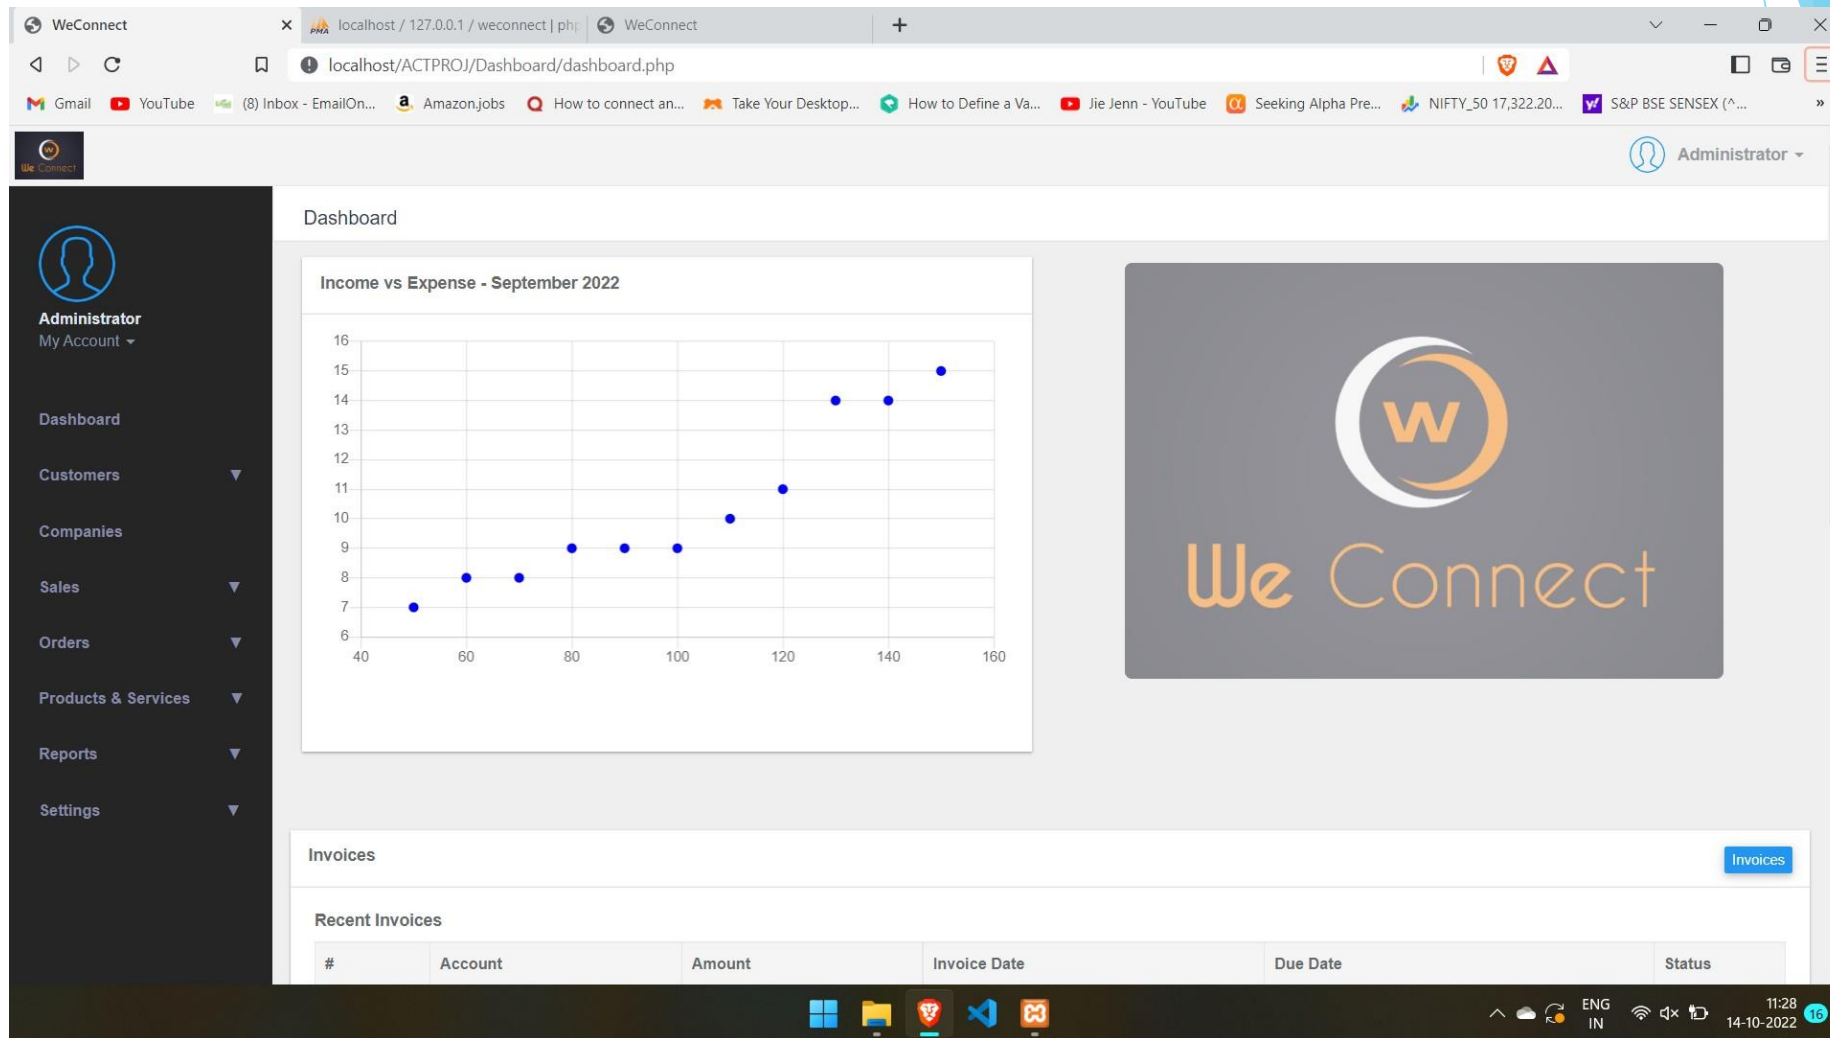 WeConnect
localhost / 127.0.0.1 / weconnect | php
WeConnect
localhost/ACTPROJ/Dashboard/dashboard.php
Gmail
YouTube
(8) Inbox - EmailOn...
Amazon.jobs
How to connect an...
Take Your Desktop...
How to Define a Va...
Jie Jenn - YouTube
Seeking Alpha Pre...
NIFTY_50 17,322.20...
S&P BSE SENSEX (^...
»
We Connect
Administrator
Dashboard
Administrator
My Account
Dashboard
Customers
Companies
Sales
Orders
Products & Services
Reports
Settings
Income vs Expense - September 2022
16
15
14
13
12
11
10
9
8
7
6
40 60 80 100 120 140 160
W
We Connect
Invoices
Invoices
Recent Invoices
# Account Amount Invoice Date Due Date Status
ENG
IN
11:28
14-10-2022
16